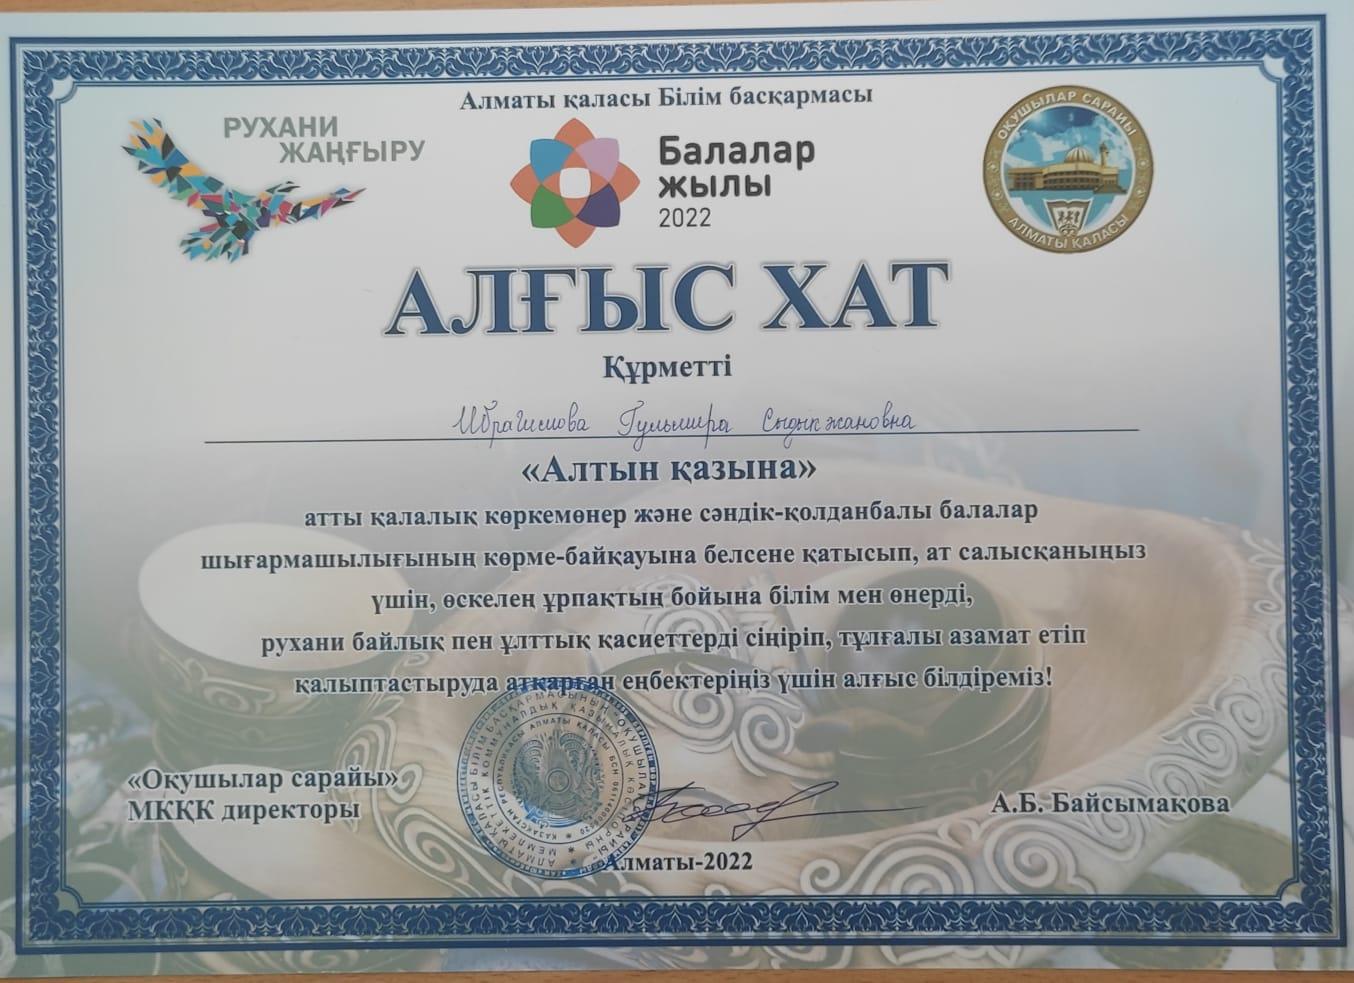 Алматы қаласы Білім басқармасы
РУХАНИ
ЖАҢҒЫРУ
Балалар
жылы
2022
ОҚУШЫЛАР САРАЙЫ
АЛМАТЫ ҚАЛАСЫ
АЛҒЫС ХАТ
Құрметті
Ибрагимова Гульмира Сыдыкжановна
«Алтын қазына»
атты қалалық көркемөнер және сәндік-қолданбалы балалар
шығармашылығының көрме-байқауына белсене қатысып, ат салысқаныңыз
үшін, өскелең ұрпақтың бойына білім мен өнерді,
рухани байлық пен ұлттық қасиеттерді сіңіріп, тұлғалы азамат етіп
қалыптастыруда атқарған еңбектеріңіз үшін алғыс білдіреміз!
«Оқушылар сарайы»
МКҚК директоры
А.Б. Байсымақова
Алматы-2022